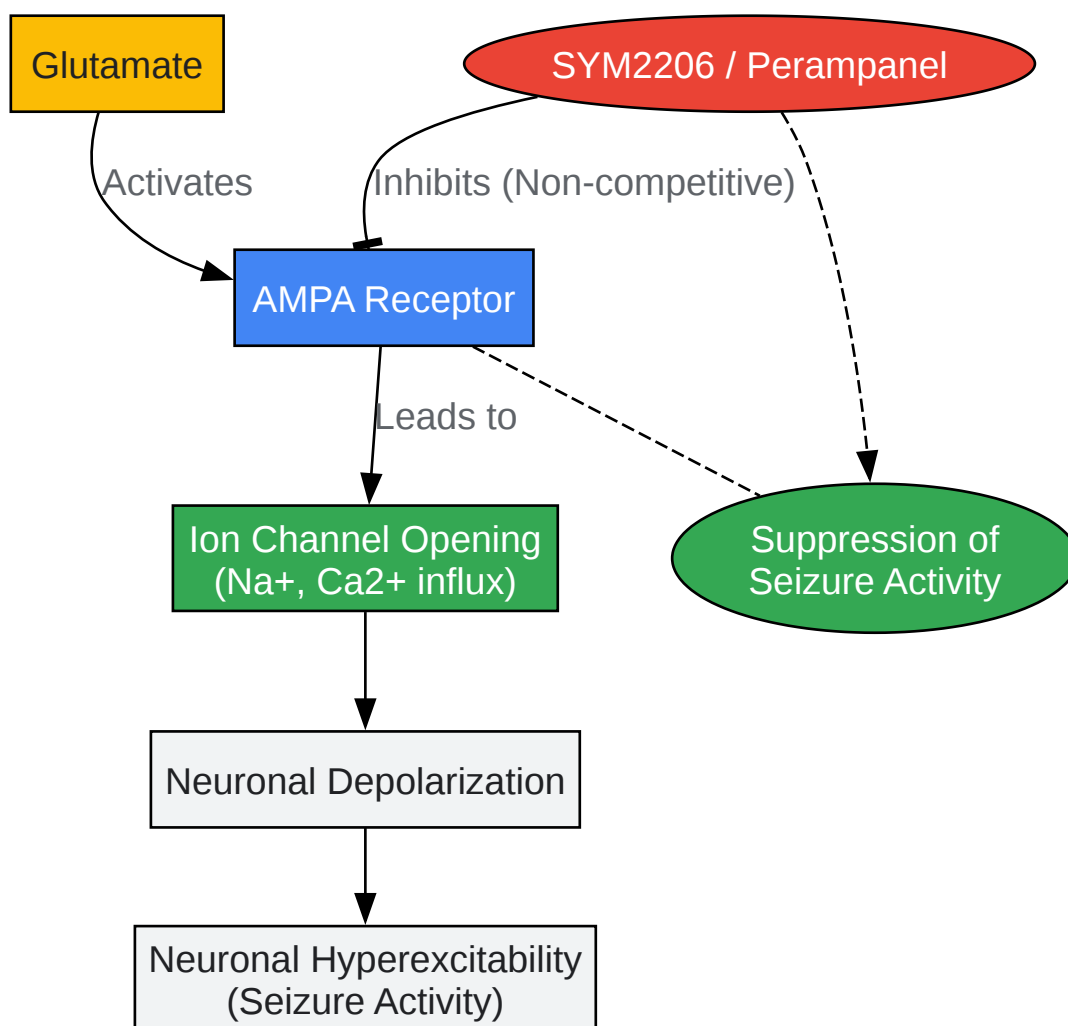 Glutamate
SYM2206 / Perampanel
Activates
Inhibits (Non-competitive)
AMPA Receptor
Leads to
Ion Channel Opening
(Na+, Ca2+ influx)
Suppression of
Seizure Activity
Neuronal Depolarization
Neuronal Hyperexcitability
(Seizure Activity)